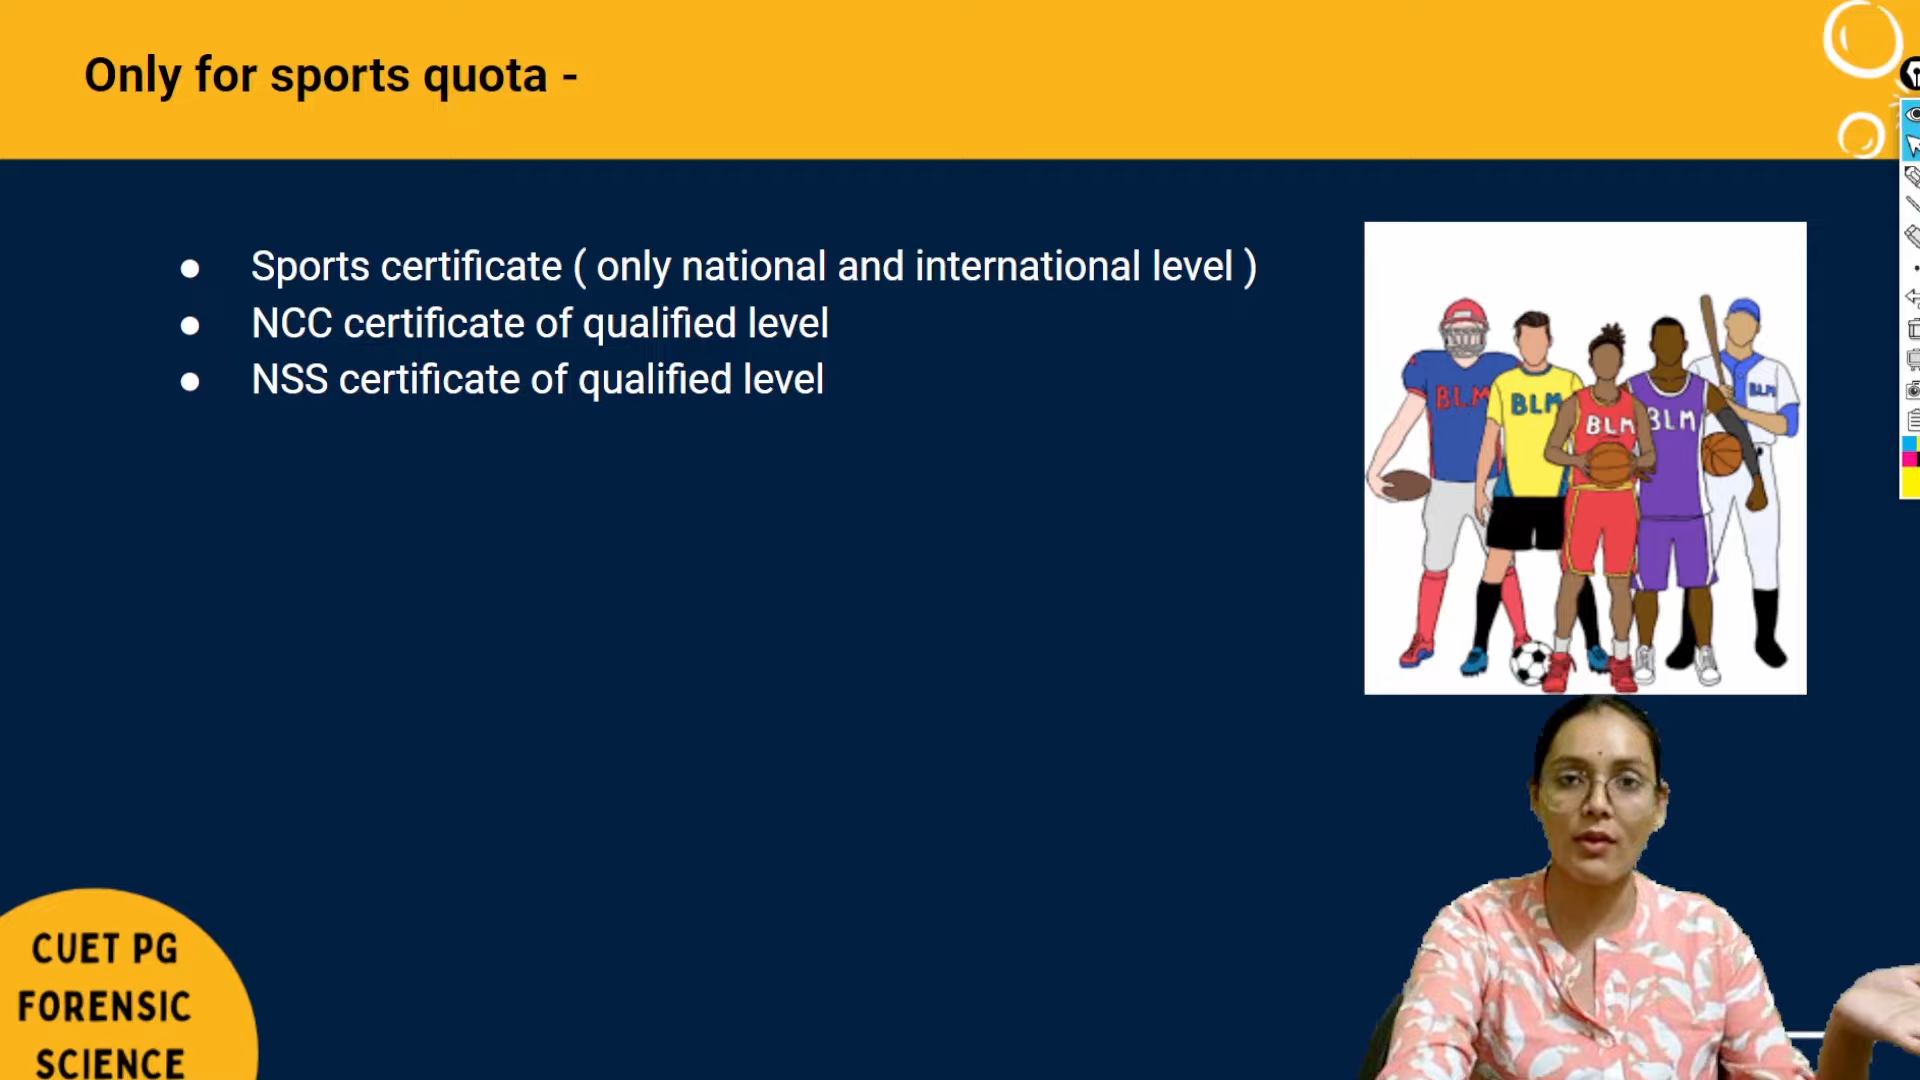 Only for sports quota -
● Sports certificate ( only national and international level )
● NCC certificate of qualified level
● NSS certificate of qualified level
BLM
BLM
BLM
BLM
BLM
CUET PG
FORENSIC
SCIENCE